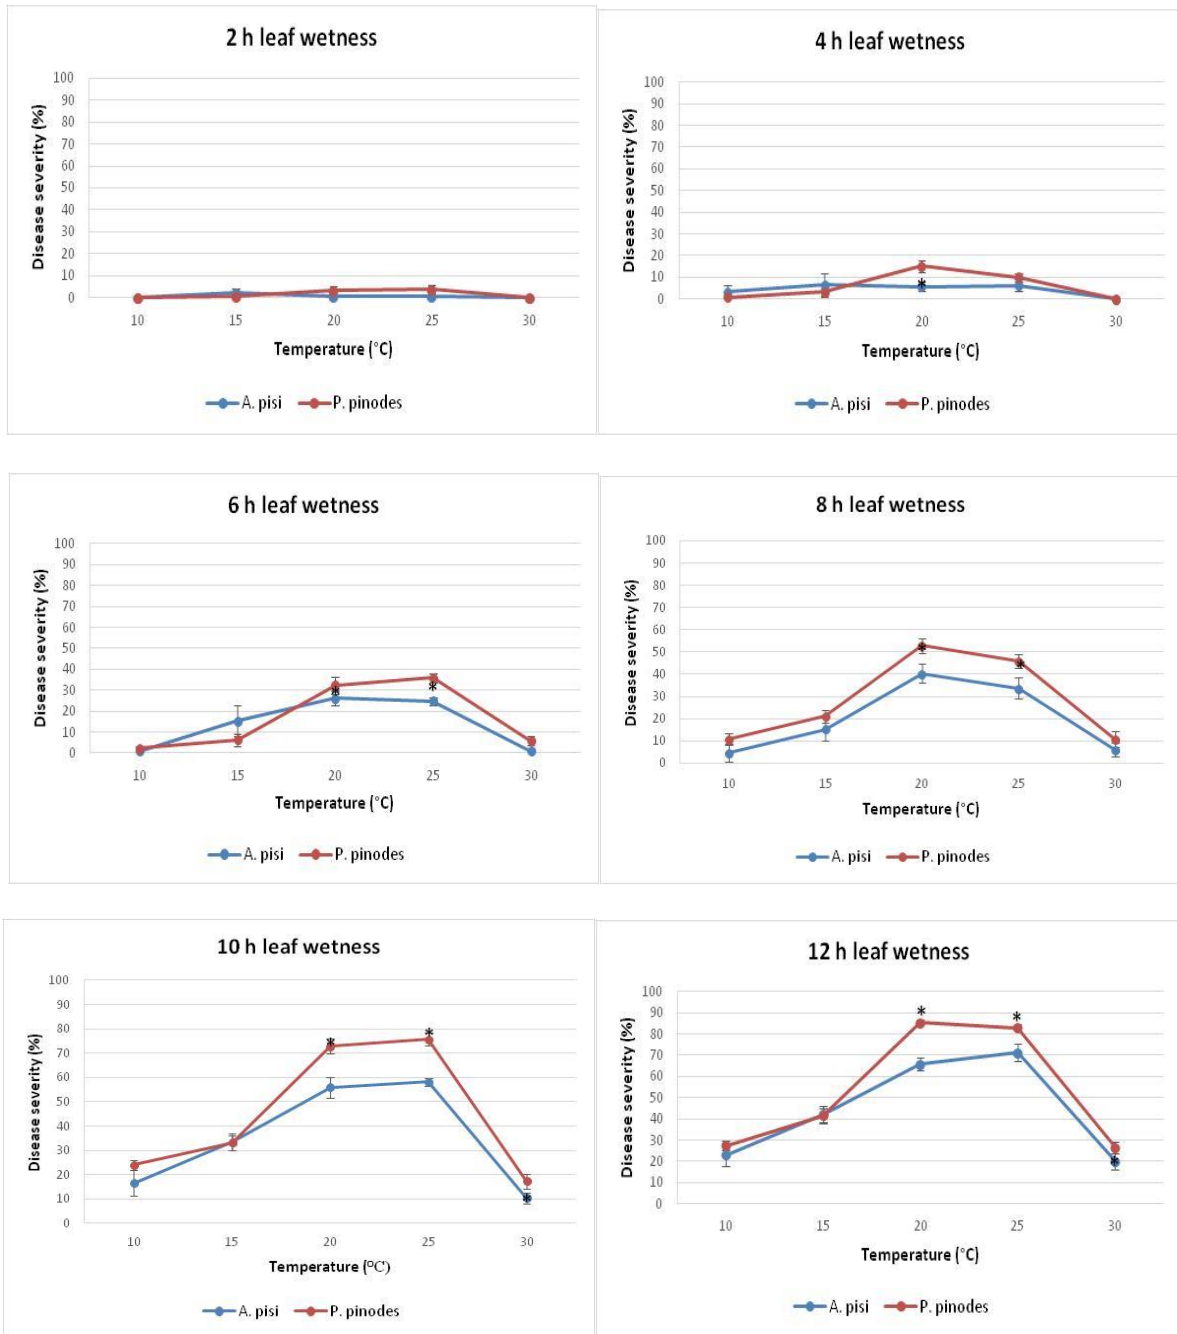 2 h leaf wetness
Disease severity (%)
100
90
80
70
60
50
40
30
20
10
0
10 15 20 25 30
Temperature (°C)
A. pisi P. pinodes
4 h leaf wetness
Disease severity (%)
100
90
80
70
60
50
40
30
20
10
0
*
10 15 20 25 30
Temperature (°C)
A. pisi P. pinodes
6 h leaf wetness
Disease severity (%)
100
90
80
70
60
50
40
30
20
10
0
* *
10 15 20 25 30
Temperature (°C)
A. pisi P. pinodes
8 h leaf wetness
Disease severity (%)
100
90
80
70
60
50
40
30
20
10
0
* *
10 15 20 25 30
Temperature (°C)
A. pisi P. pinodes
10 h leaf wetness
Disease severity (%)
100
90
80
70
60
50
40
30
20
10
0
* * *
10 15 20 25 30
Temperature (°C)
A. pisi P. pinodes
12 h leaf wetness
Disease severity (%)
100
90
80
70
60
50
40
30
20
10
0
* * *
10 15 20 25 30
Temperature (°C)
A. pisi P. pinodes